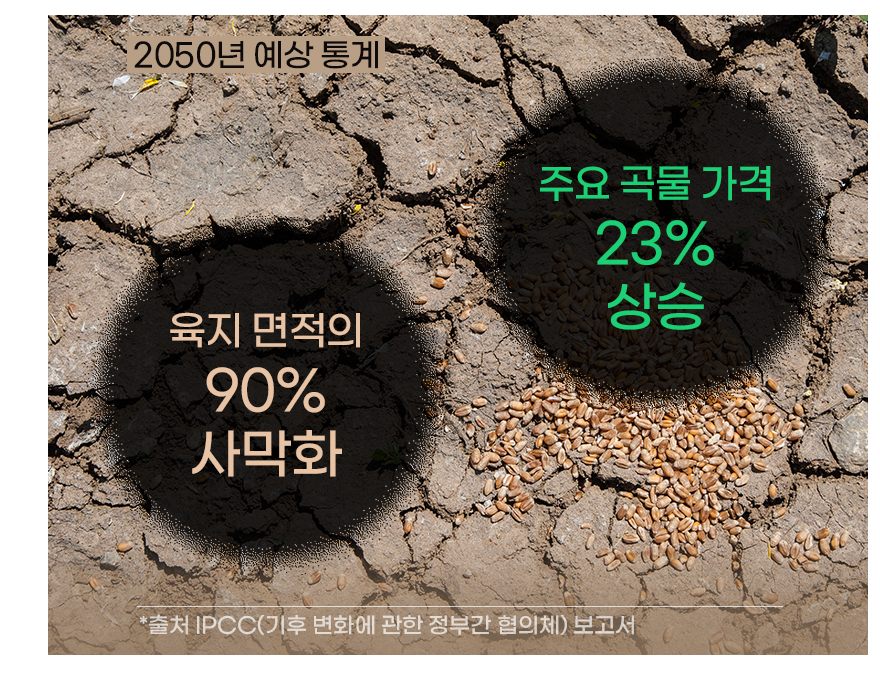 2050년 예상 통계
주요 곡물 가격
23%
상승
육지 면적의
90%
사막화
*출처 IPCC(기후 변화에 관한 정부간 협의체) 보고서